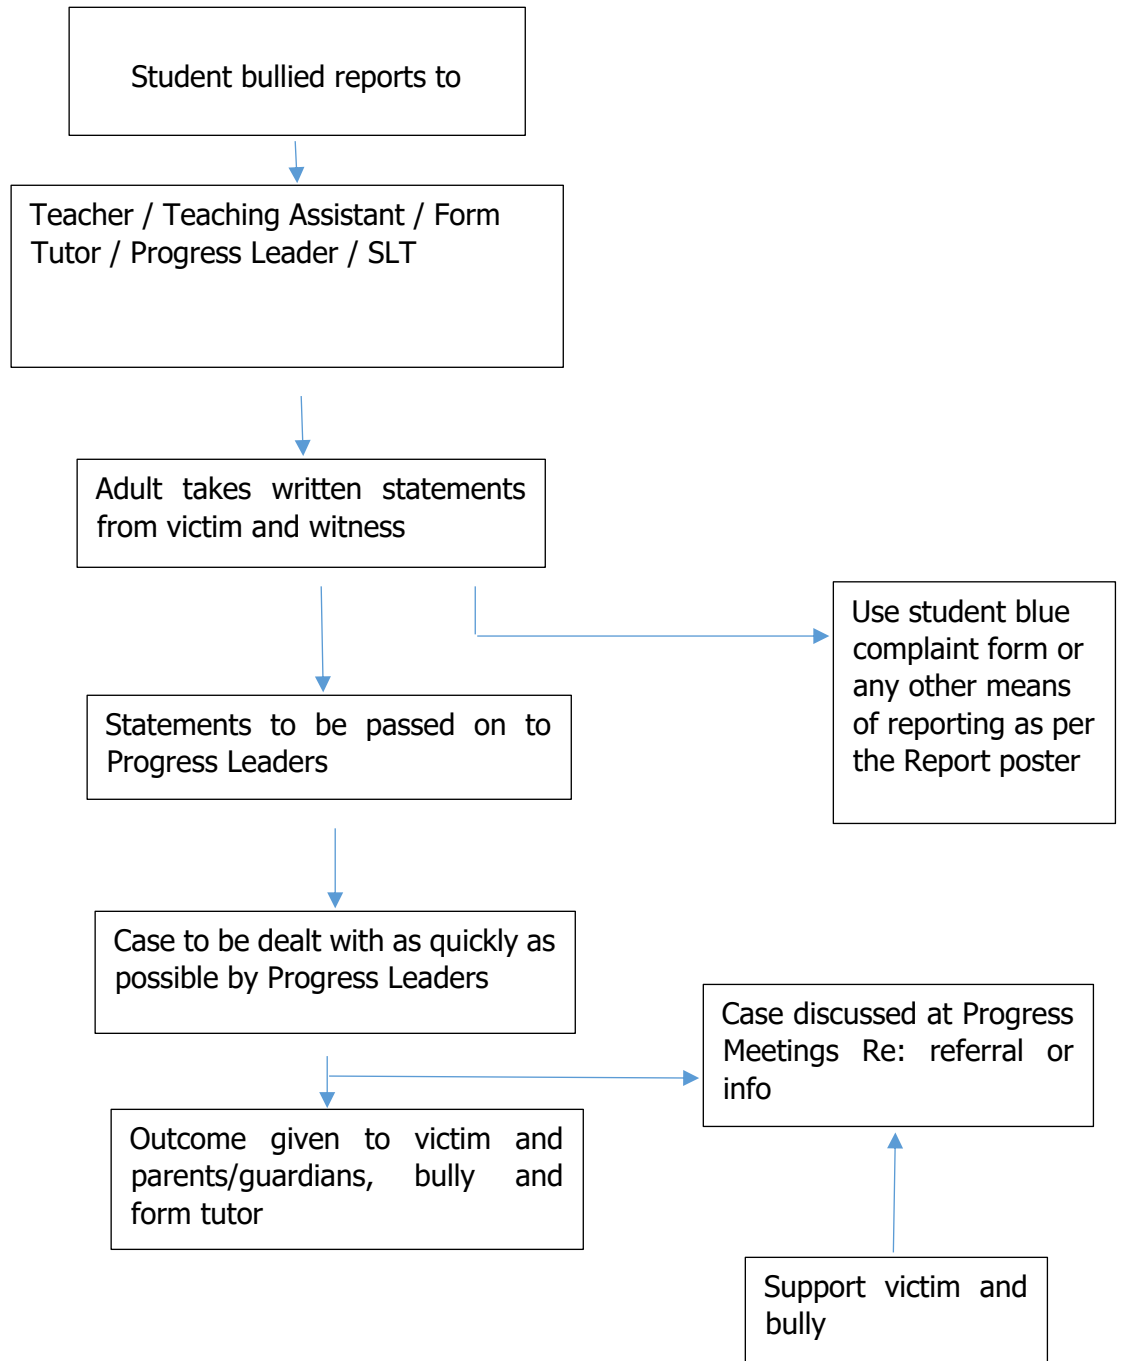 Student bullied reports to
Teacher / Teaching Assistant / Form
Tutor / Progress Leader / SLT
Adult takes written statements
from victim and witness
Use student blue
complaint form or
any other means
of reporting as per
the Report poster
Statements to be passed on to
Progress Leaders
Case to be dealt with as quickly as
possible by Progress Leaders
Case discussed at Progress
Meetings Re: referral or
info
Outcome given to victim and
parents/guardians, bully and
form tutor
Support victim and
bully